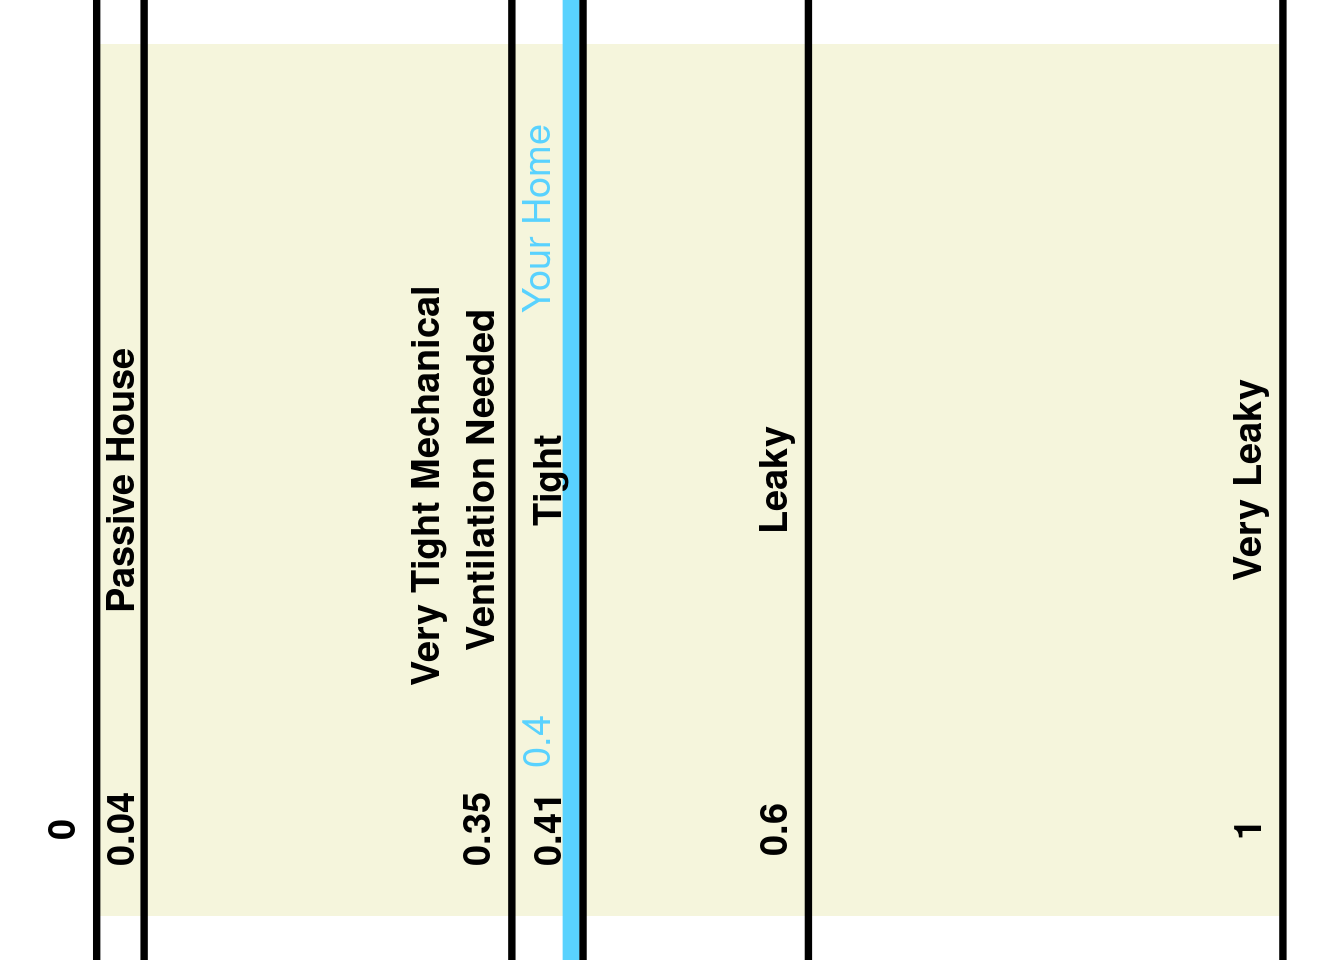 0
0.04
Passive House
0.35
Very Tight Mechanical
Ventilation Needed
0.4
Your Home
0.41
Tight
0.6
Leaky
1
Very Leaky